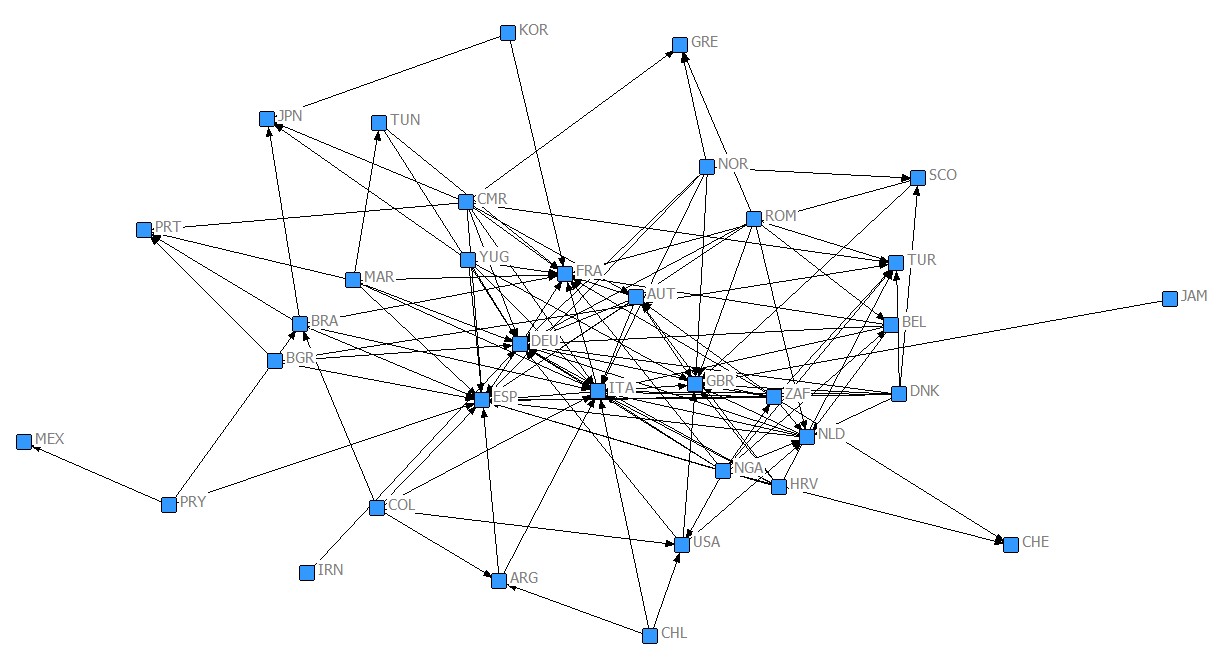 KOR
GRE
JPN
TUN
NOR
SCO
CMR
ROM
PRT
YUG
TUR
FRA
MAR
AUT
JAM
BRA
BEL
DEU
BGR
GBR
ITA
DNK
ZAF
ESP
NLD
MEX
NGA
HRV
PRY
COL
USA
CHE
IRN
ARG
CHL